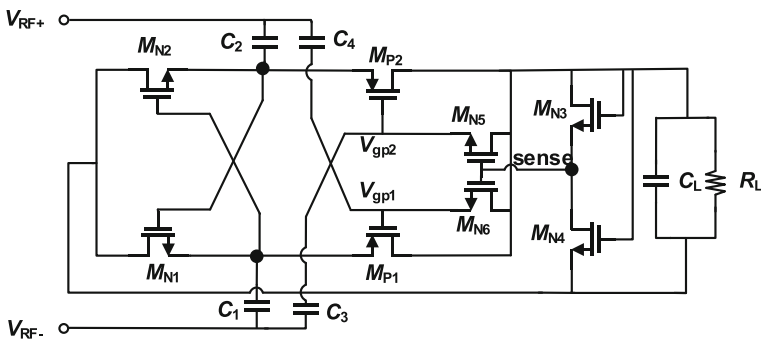 VRF+
C2
C4
MN2
MP2
MN3
MN5
Vgp2
sense
CL
RL
Vgp1
MN6
MN4
MN1
MP1
C1
C3
VRF-